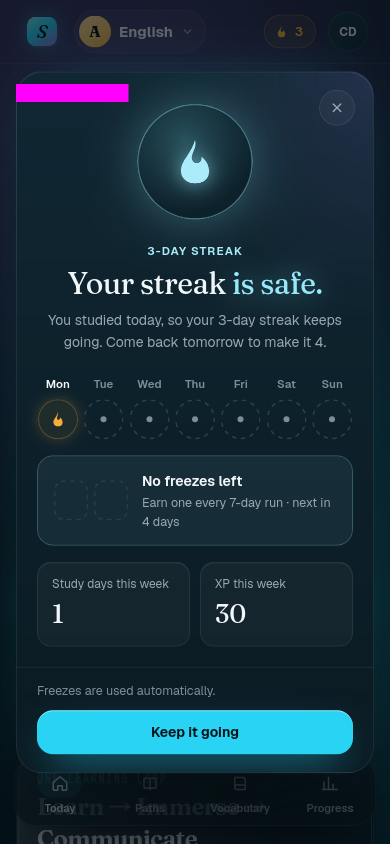 S
A English
3
CD
3-DAY STREAK
Your streak is safe.
You studied today, so your 3-day streak keeps
going. Come back tomorrow to make it 4.
Mon Tue Wed Thu Fri Sat Sun
No freezes left
Earn one every 7-day run · next in
4 days
Study days this week
1
XP this week
30
Freezes are used automatically.
Keep it going
Today Paths Vocabulary Progress
Learn → Immerse
Communicate